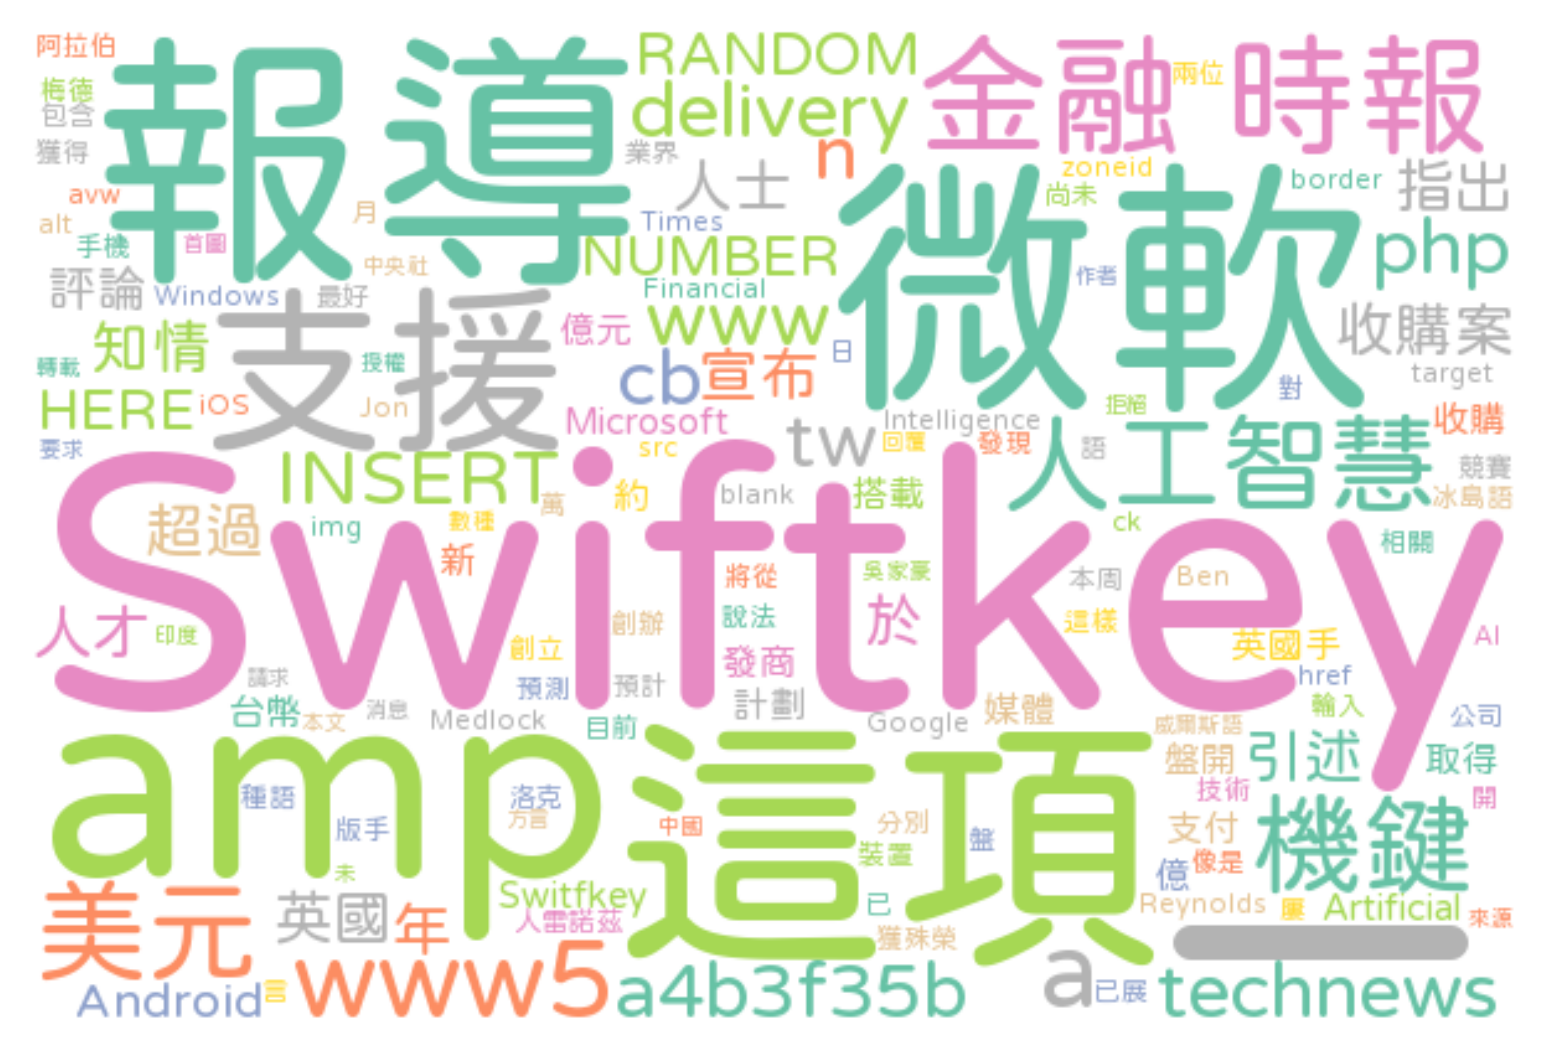 阿拉伯
RANDOM
金融時報
兩位
梅德
報導
delivery
包含
獲得
業界
n
人士
zoneid
尚未
border
指出
avw
alt
月
Times
微軟
手機
首圖
NUMBER
php
中央社
作者
評論
Windows
最好
Financial
支援
億元
www
收購案
知情
轉載
授權
cb
宣布
日
target
對
HERE
iOS
Jon
Microsoft
tw
Intelligence
拒絕
收購
要求
src
回覆
發現
人工智慧
語
INSERT
Swiftkey
競賽
萬
約
blank
搭載
冰島語
超過
img
數種
ck
相關
新
將從
吳家豪
本周
Ben
人才
印度
創辦
說法
於
這樣
英國手
AI
創立
發商
請求
預測
預計
href
台幣
本文
消息
Medlock
目前
計劃
Google
媒體
威爾斯語
輸入
公司
amp
這項
盤開
引述
取得
種語
洛克
技術
開
版手
方言
中國
分別
盤
支付
機鍵
裝置
未
億
像是
美元
英國
年
Switfkey
人雷諾茲
已
Reynolds
屢
Artificial
來源
獲殊榮
一
Android
言
www5
a4b3f35b
a
已展
technews